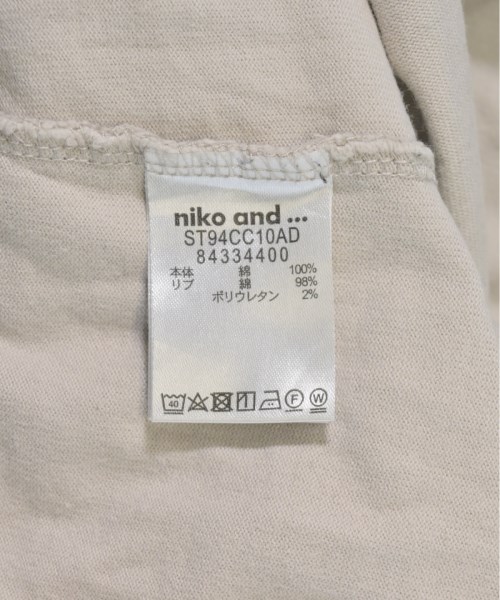 niko and ...
ST94CC10AD
84334400
本体 綿 100%
リブ 綿 98%
ポリウレタン 2%
40 F W